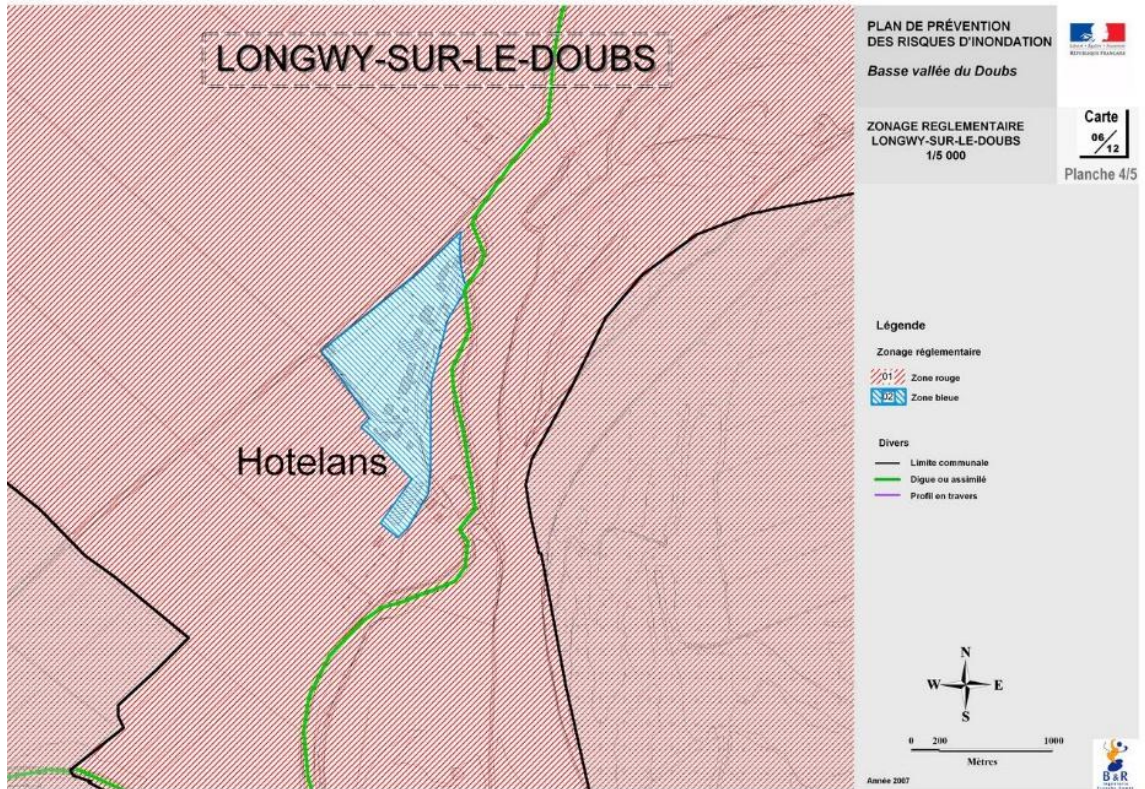 LONGWY-SUR-LE-DOUBS
Hotelans
PLAN DE PRÉVENTION
DES RISQUES D'INONDATION
Basse vallée du Doubs
RÉPUBLIQUE FRANÇAISE
ZONAGE REGLEMENTAIRE
LONGWY-SUR-LE-DOUBS
1/5 000
Carte
06/12
Planche 4/5
Légende
Zonage réglementaire
01 Zone rouge
02 Zone bleue
Divers
Limite communale
Digue ou assimilé
Profil en travers
N
W E
S
0 200 1000
Mètres
Année 2007
B & R